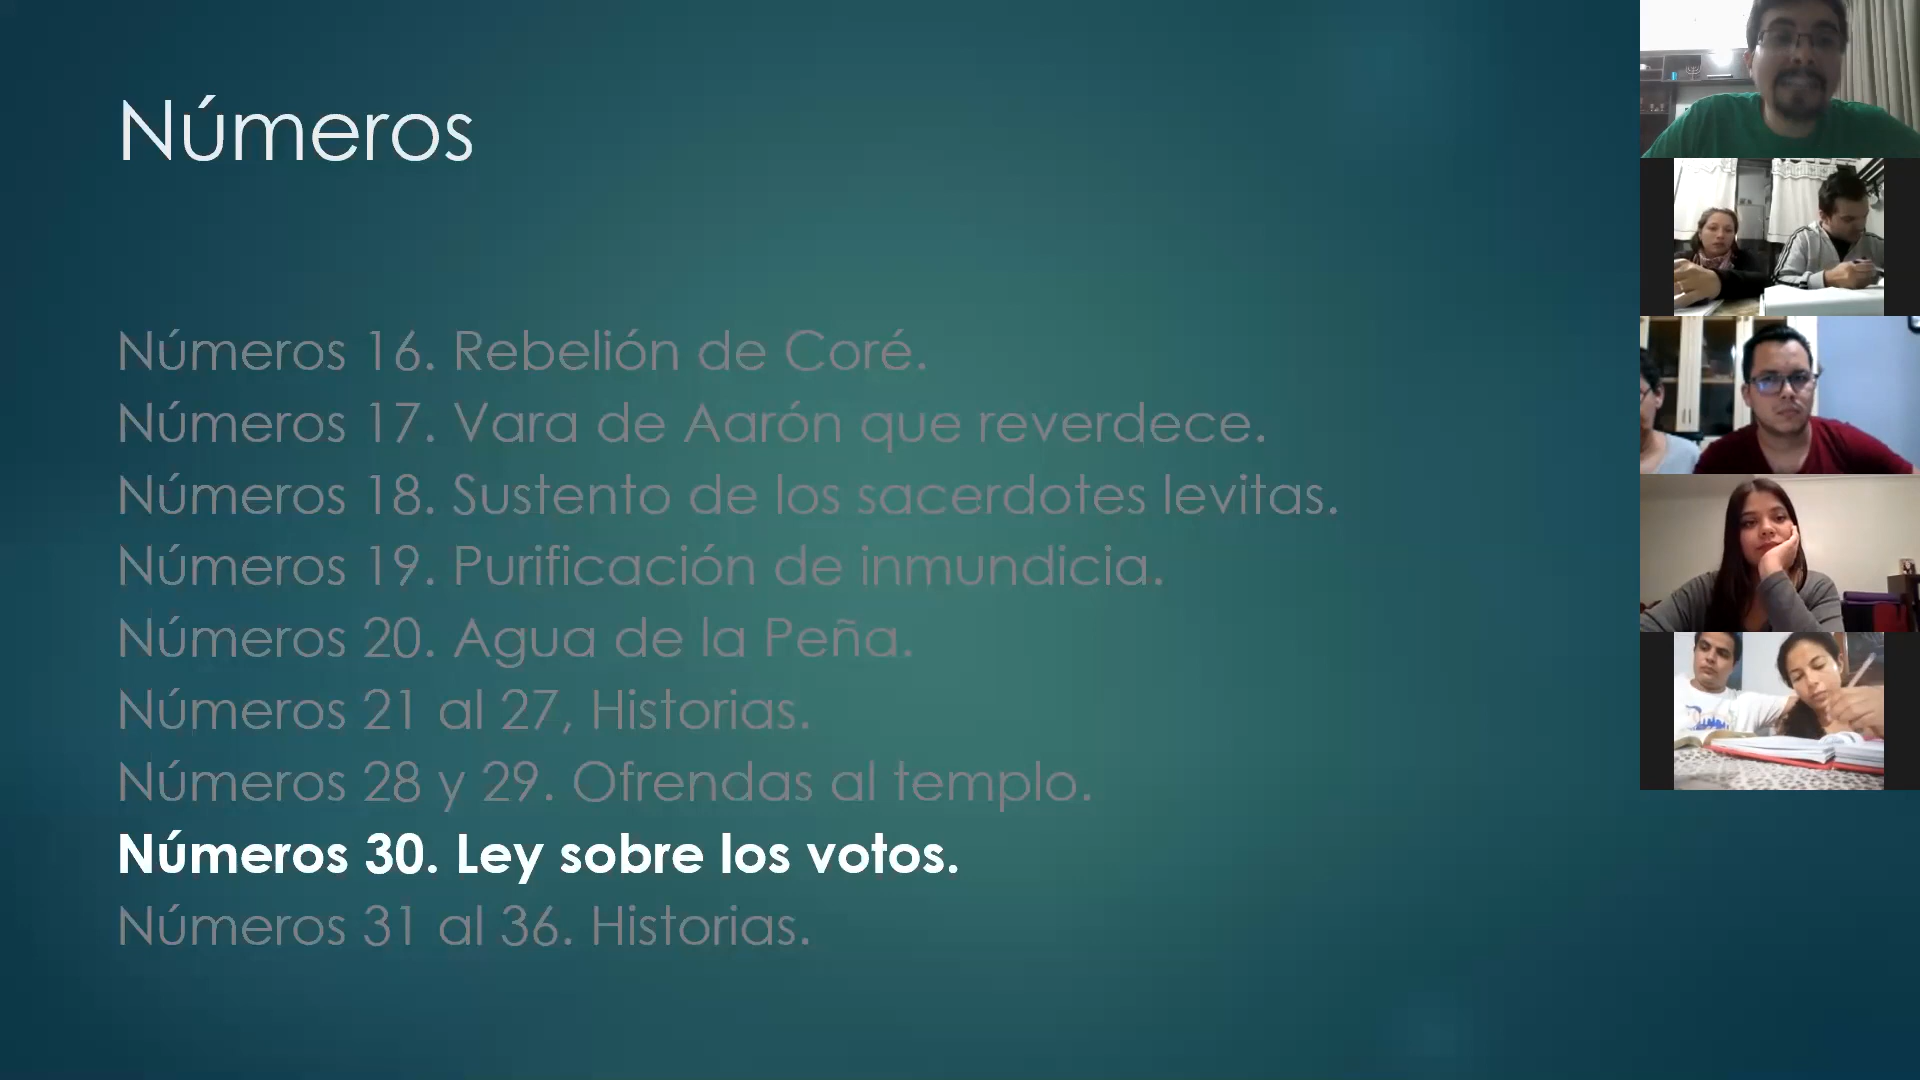 Números
Números 16. Rebelión de Coré.
Números 17. Vara de Aarón que reverdece.
Números 18. Sustento de los sacerdotes levitas.
Números 19. Purificación de inmundicia.
Números 20. Agua de la Peña.
Números 21 al 27, Historias.
Números 28 y 29. Ofrendas al templo.
Números 30. Ley sobre los votos.
Números 31 al 36. Historias.